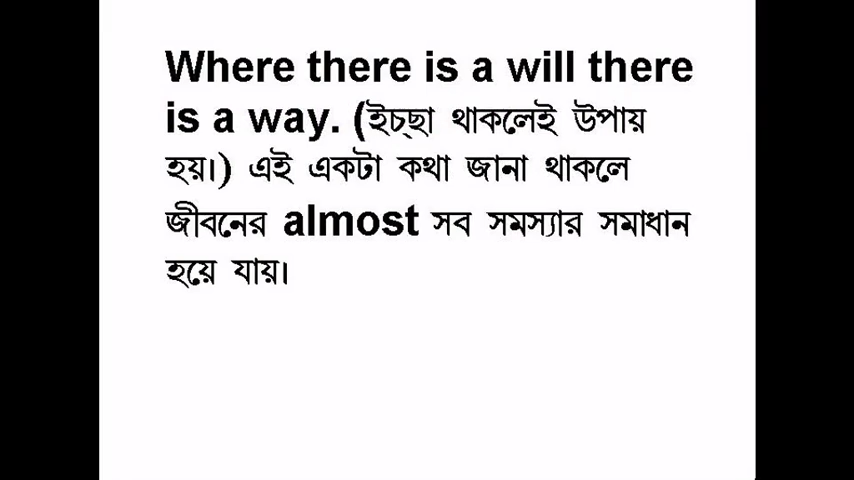 Where there is a will there
is a way. (ইচ্ছা থাকলেই উপায়
হয়।) এই একটা কথা জানা থাকলে
জীবনের almost সব সমস্যার সমাধান
হয়ে যায়।